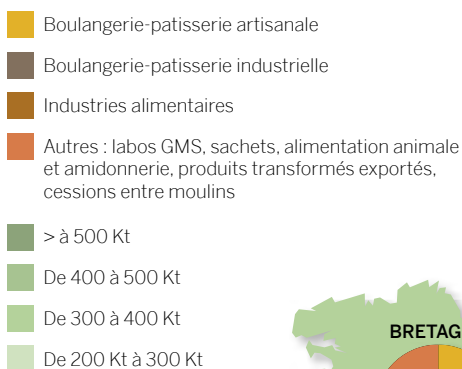 Boulangerie-patisserie artisanale
Boulangerie-patisserie industrielle
Industries alimentaires
Autres : labos GMS, sachets, alimentation animale
et amidonnerie, produits transformés exportés,
cessions entre moulins
> à 500 Kt
De 400 à 500 Kt
De 300 à 400 Kt
BRETAG
De 200 Kt à 300 Kt